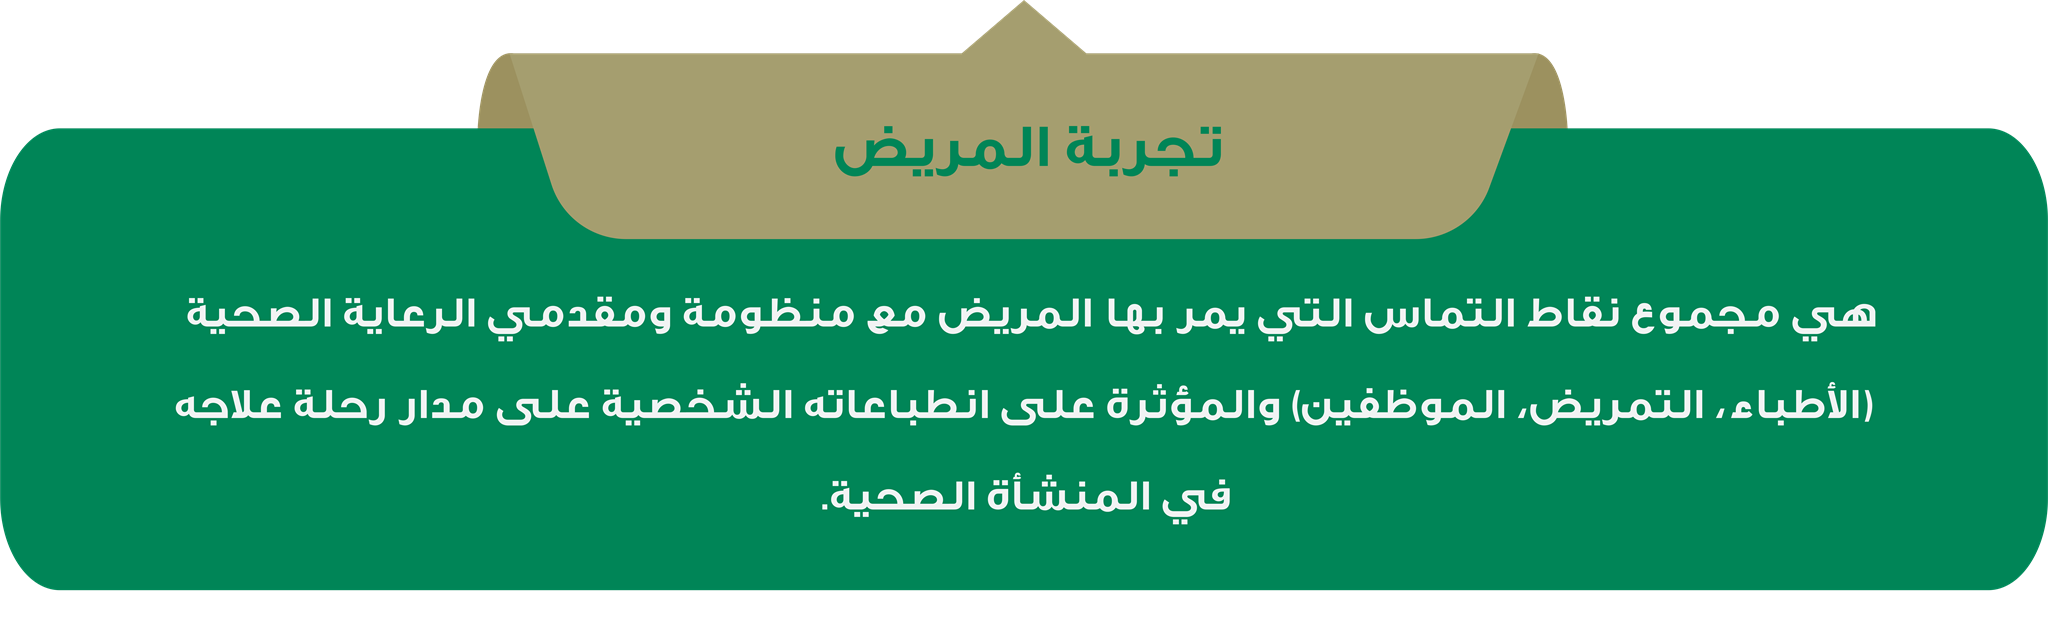 تجربة المريض
هي مجموع نقاط التماس التي يمر بها المريض مع منظومة ومقدمي الرعاية الصحية
(الأطباء، التمريض، الموظفين) والمؤثرة على انطباعاته الشخصية على مدار رحلة علاجه
في المنشأة الصحية.